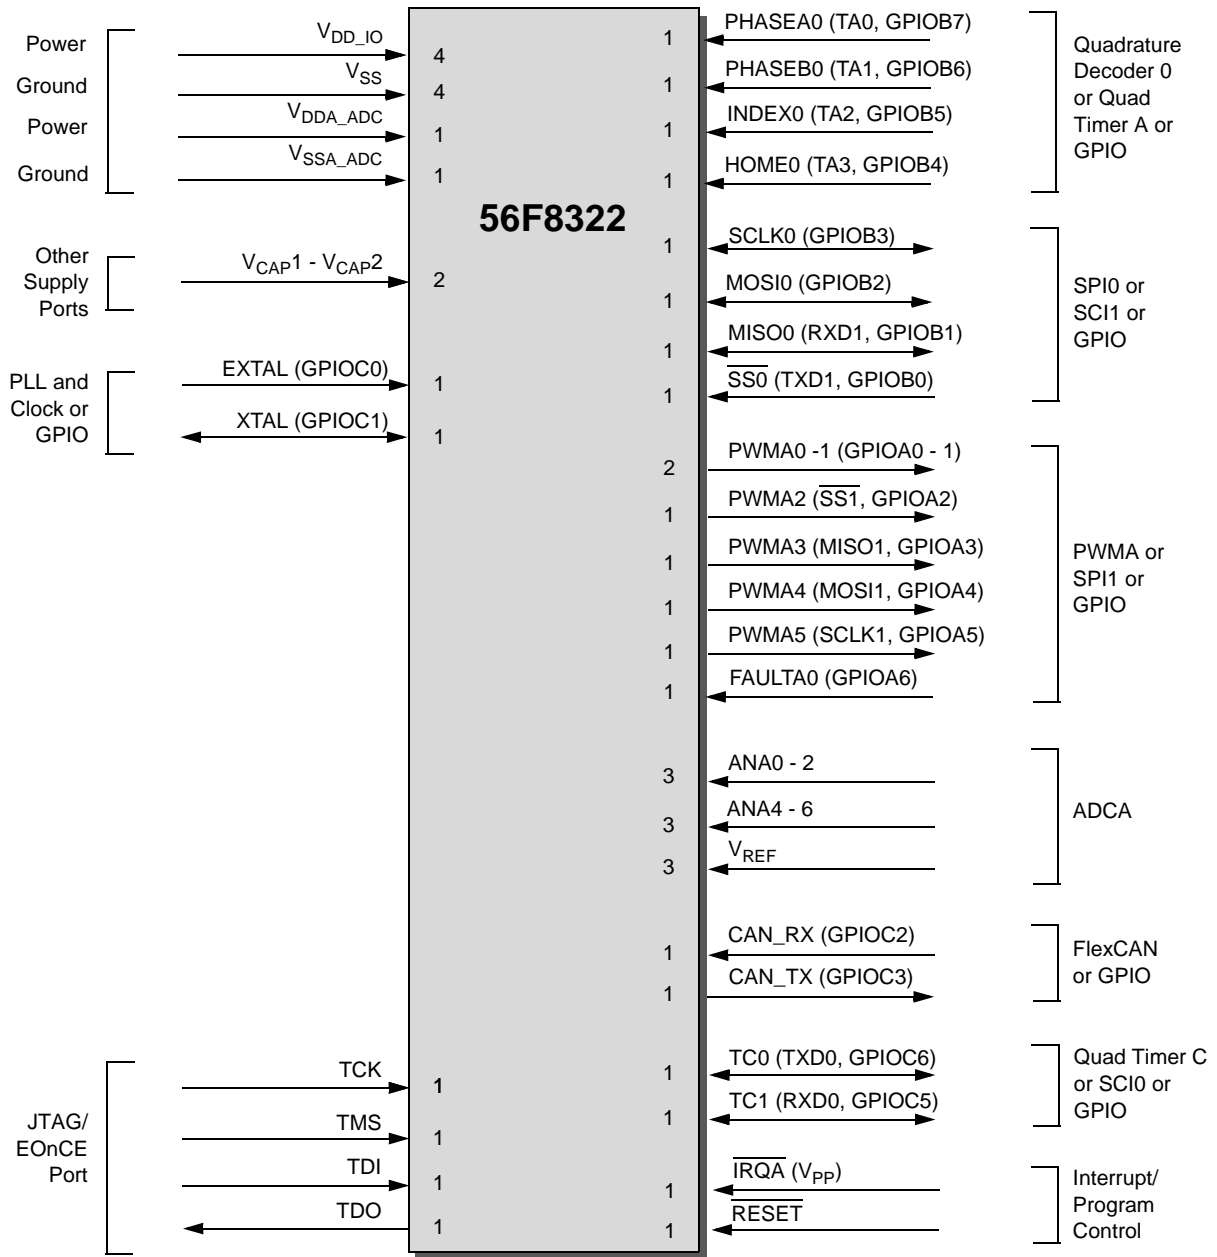 56F8322
Power
V_DD_IO
4
Ground
V_SS
4
Power
V_DDA_ADC
1
Ground
V_SSA_ADC
1
Other
Supply
Ports
V_CAP1 - V_CAP2
2
PLL and
Clock or
GPIO
EXTAL (GPIOC0)
1
XTAL (GPIOC1)
1
JTAG/
EOnCE
Port
TCK
1
TMS
1
TDI
1
TDO
1
1
PHASEA0 (TA0, GPIOB7)
1
PHASEB0 (TA1, GPIOB6)
1
INDEX0 (TA2, GPIOB5)
1
HOME0 (TA3, GPIOB4)
Quadrature
Decoder 0
or Quad
Timer A or
GPIO
1
SCLK0 (GPIOB3)
1
MOSI0 (GPIOB2)
1
MISO0 (RXD1, GPIOB1)
1
S̅S̅0̅ (TXD1, GPIOB0)
SPI0 or
SCI1 or
GPIO
2
PWMA0 -1 (GPIOA0 - 1)
1
PWMA2 (S̅S̅1̅, GPIOA2)
1
PWMA3 (MISO1, GPIOA3)
1
PWMA4 (MOSI1, GPIOA4)
1
PWMA5 (SCLK1, GPIOA5)
1
FAULTA0 (GPIOA6)
PWMA or
SPI1 or
GPIO
3
ANA0 - 2
3
ANA4 - 6
3
V_REF
ADCA
1
CAN_RX (GPIOC2)
1
CAN_TX (GPIOC3)
FlexCAN
or GPIO
1
TC0 (TXD0, GPIOC6)
1
TC1 (RXD0, GPIOC5)
Quad Timer C
or SCI0 or
GPIO
1
I̅R̅Q̅A̅ (V_PP)
1
R̅E̅S̅E̅T̅
Interrupt/
Program
Control